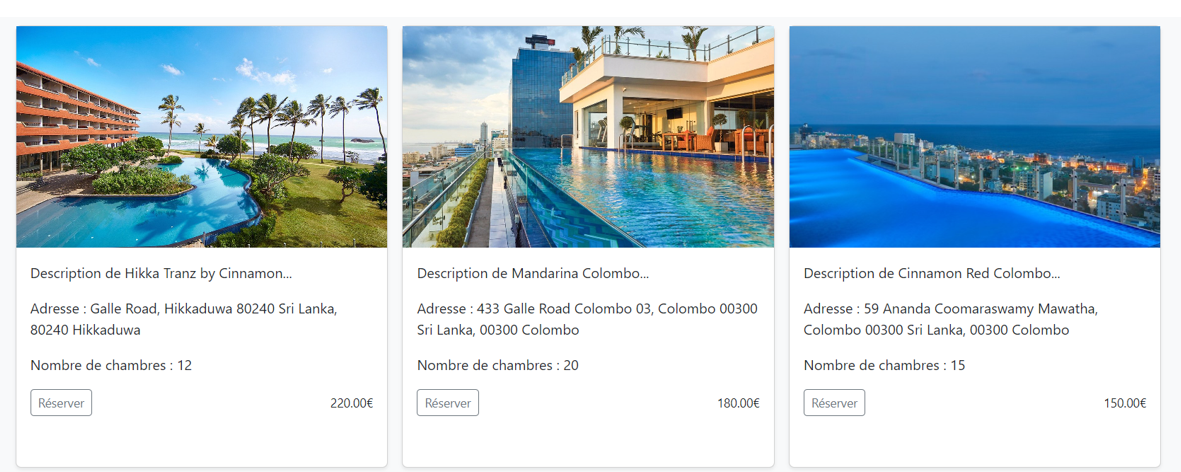 Description de Hikka Tranz by Cinnamon...
Adresse : Galle Road, Hikkaduwa 80240 Sri Lanka,
80240 Hikkaduwa
Nombre de chambres : 12
Réserver
220.00€
Description de Mandarina Colombo...
Adresse : 433 Galle Road Colombo 03, Colombo 00300
Sri Lanka, 00300 Colombo
Nombre de chambres : 20
Réserver
180.00€
Description de Cinnamon Red Colombo...
Adresse : 59 Ananda Coomaraswamy Mawatha,
Colombo 00300 Sri Lanka, 00300 Colombo
Nombre de chambres : 15
Réserver
150.00€